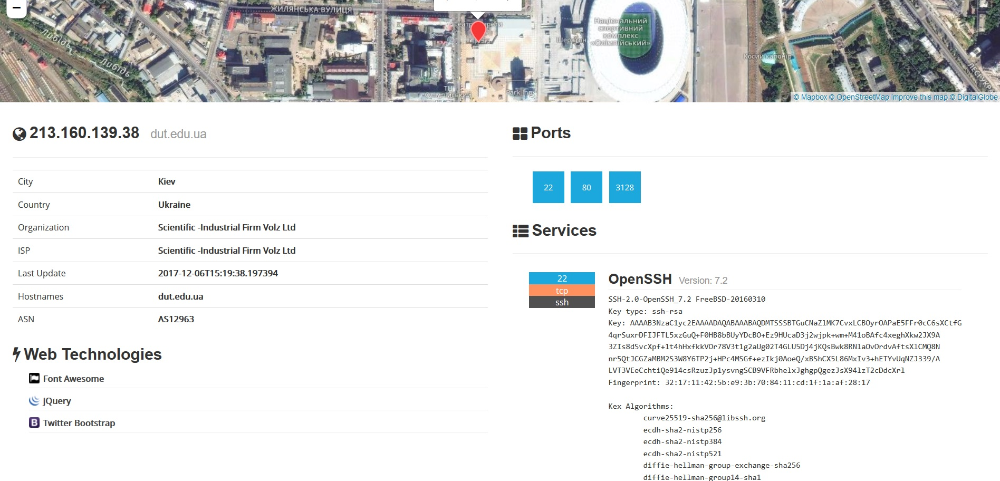 ЖИЛЯНСЬКА ВУЛИЦЯ
Либідь
Либідь
Національний
спортивний
комплекс
«Олімпійський»
Шератон
Косий капонір
ТЦ
Олімпійський
Park Inn
© Mapbox © OpenStreetMap Improve this map © DigitalGlobe
213.160.139.38 dut.edu.ua
City Kiev
Country Ukraine
Organization Scientific -Industrial Firm Volz Ltd
ISP Scientific -Industrial Firm Volz Ltd
Last Update 2017-12-06T15:19:38.197394
Hostnames dut.edu.ua
ASN AS12963
Web Technologies
Font Awesome
jQuery
Twitter Bootstrap
Ports
22 80 3128
Services
22
tcp
ssh
OpenSSH Version: 7.2
SSH-2.0-OpenSSH_7.2 FreeBSD-20160310
Key type: ssh-rsa
Key: AAAAB3NzaC1yc2EAAAADAQABAAABAQDMTSSSBTGuCNaZlMK7CvxLCBOyrOAPaE5FFr0cC6sXCtfG
4qrSuxrDFIJFTL5xzGuQ+F0HB8bBUyYDcBO+Ez9HUcaD3j2wjpk+wm+M41oBAfc4xeghXkw2JX9A
3ZIs8dSvcXpf+1t4hHxfkkVOr78V3t1g2aUg02T4GLU5Dj4jKQsBwk8RNlaOvOrdvAftsXlCMQ8N
nr5QtJCGZaMBM2S3W8Y6TP2j+HPc4MSGf+ezIkj0AoeQ/xBShCX5L86MxIv3+hETYvUqNZJ339/A
LVT3VEeCchtiQe914csRzuzJp1ysvngSCB9VFRbhelxJghgpQgezJsX94lzT2cDdcXrl
Fingerprint: 32:17:11:42:5b:e9:3b:70:84:11:cd:1f:1a:af:28:17
Kex Algorithms:
curve25519-sha256@libssh.org
ecdh-sha2-nistp256
ecdh-sha2-nistp384
ecdh-sha2-nistp521
diffie-hellman-group-exchange-sha256
diffie-hellman-group14-sha1